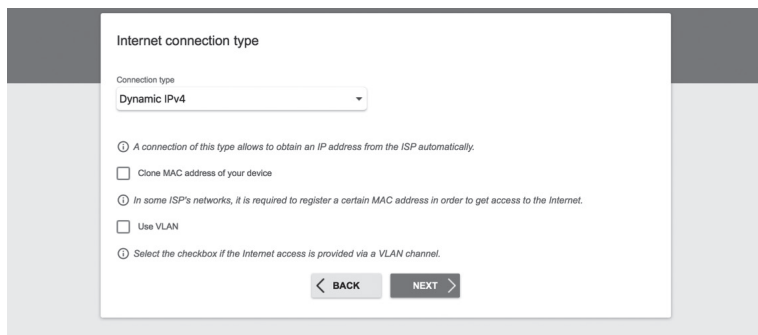 Internet connection type
Connection type
Dynamic IPv4
A connection of this type allows to obtain an IP address from the ISP automatically.
Clone MAC address of your device
In some ISP's networks, it is required to register a certain MAC address in order to get access to the Internet.
Use VLAN
Select the checkbox if the Internet access is provided via a VLAN channel.
BACK NEXT